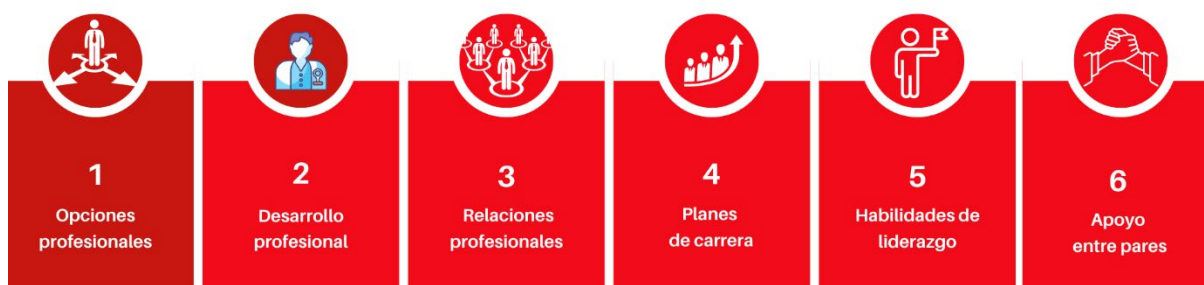 1
Opciones
profesionales
2
Desarrollo
profesional
3
Relaciones
profesionales
4
Planes
de carrera
5
Habilidades de
liderazgo
6
Apoyo
entre pares